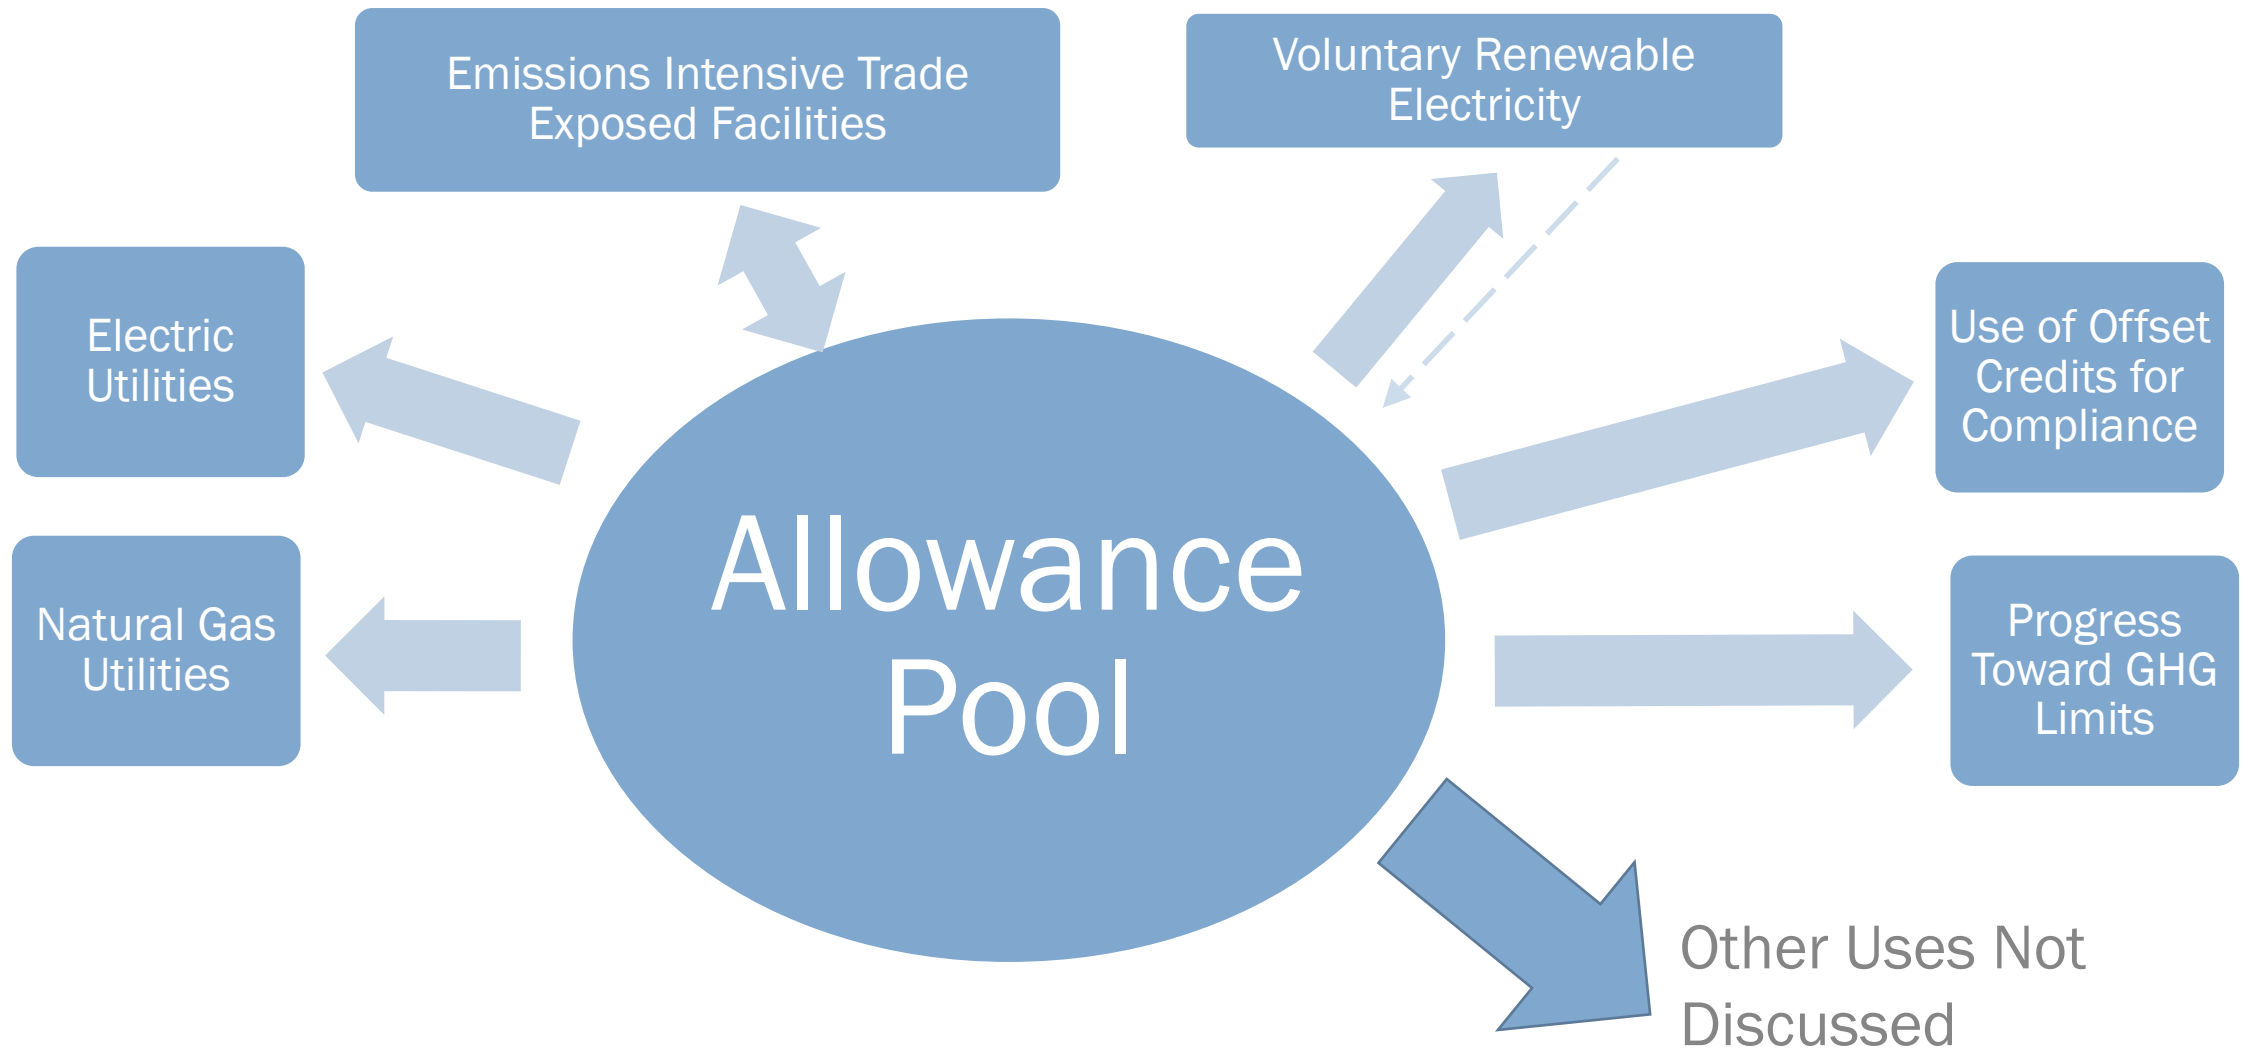 Emissions Intensive Trade
Exposed Facilities
Voluntary Renewable
Electricity
Electric
Utilities
Use of Offset
Credits for
Compliance
Natural Gas
Utilities
Allowance
Pool
Progress
Toward GHG
Limits
Other Uses Not
Discussed